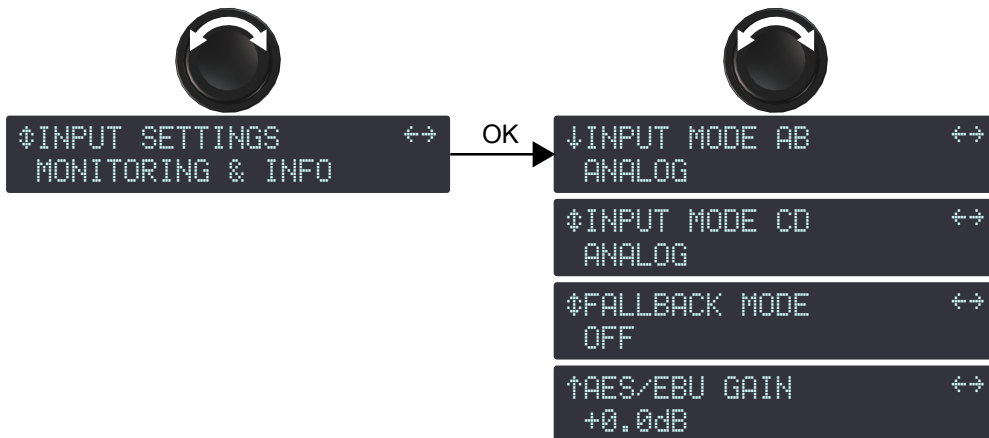 ↕INPUT SETTINGS ↔
MONITORING & INFO
OK
↓INPUT MODE AB ↔
ANALOG
↕INPUT MODE CD ↔
ANALOG
↕FALLBACK MODE ↔
OFF
↑AES/EBU GAIN ↔
+0.0dB